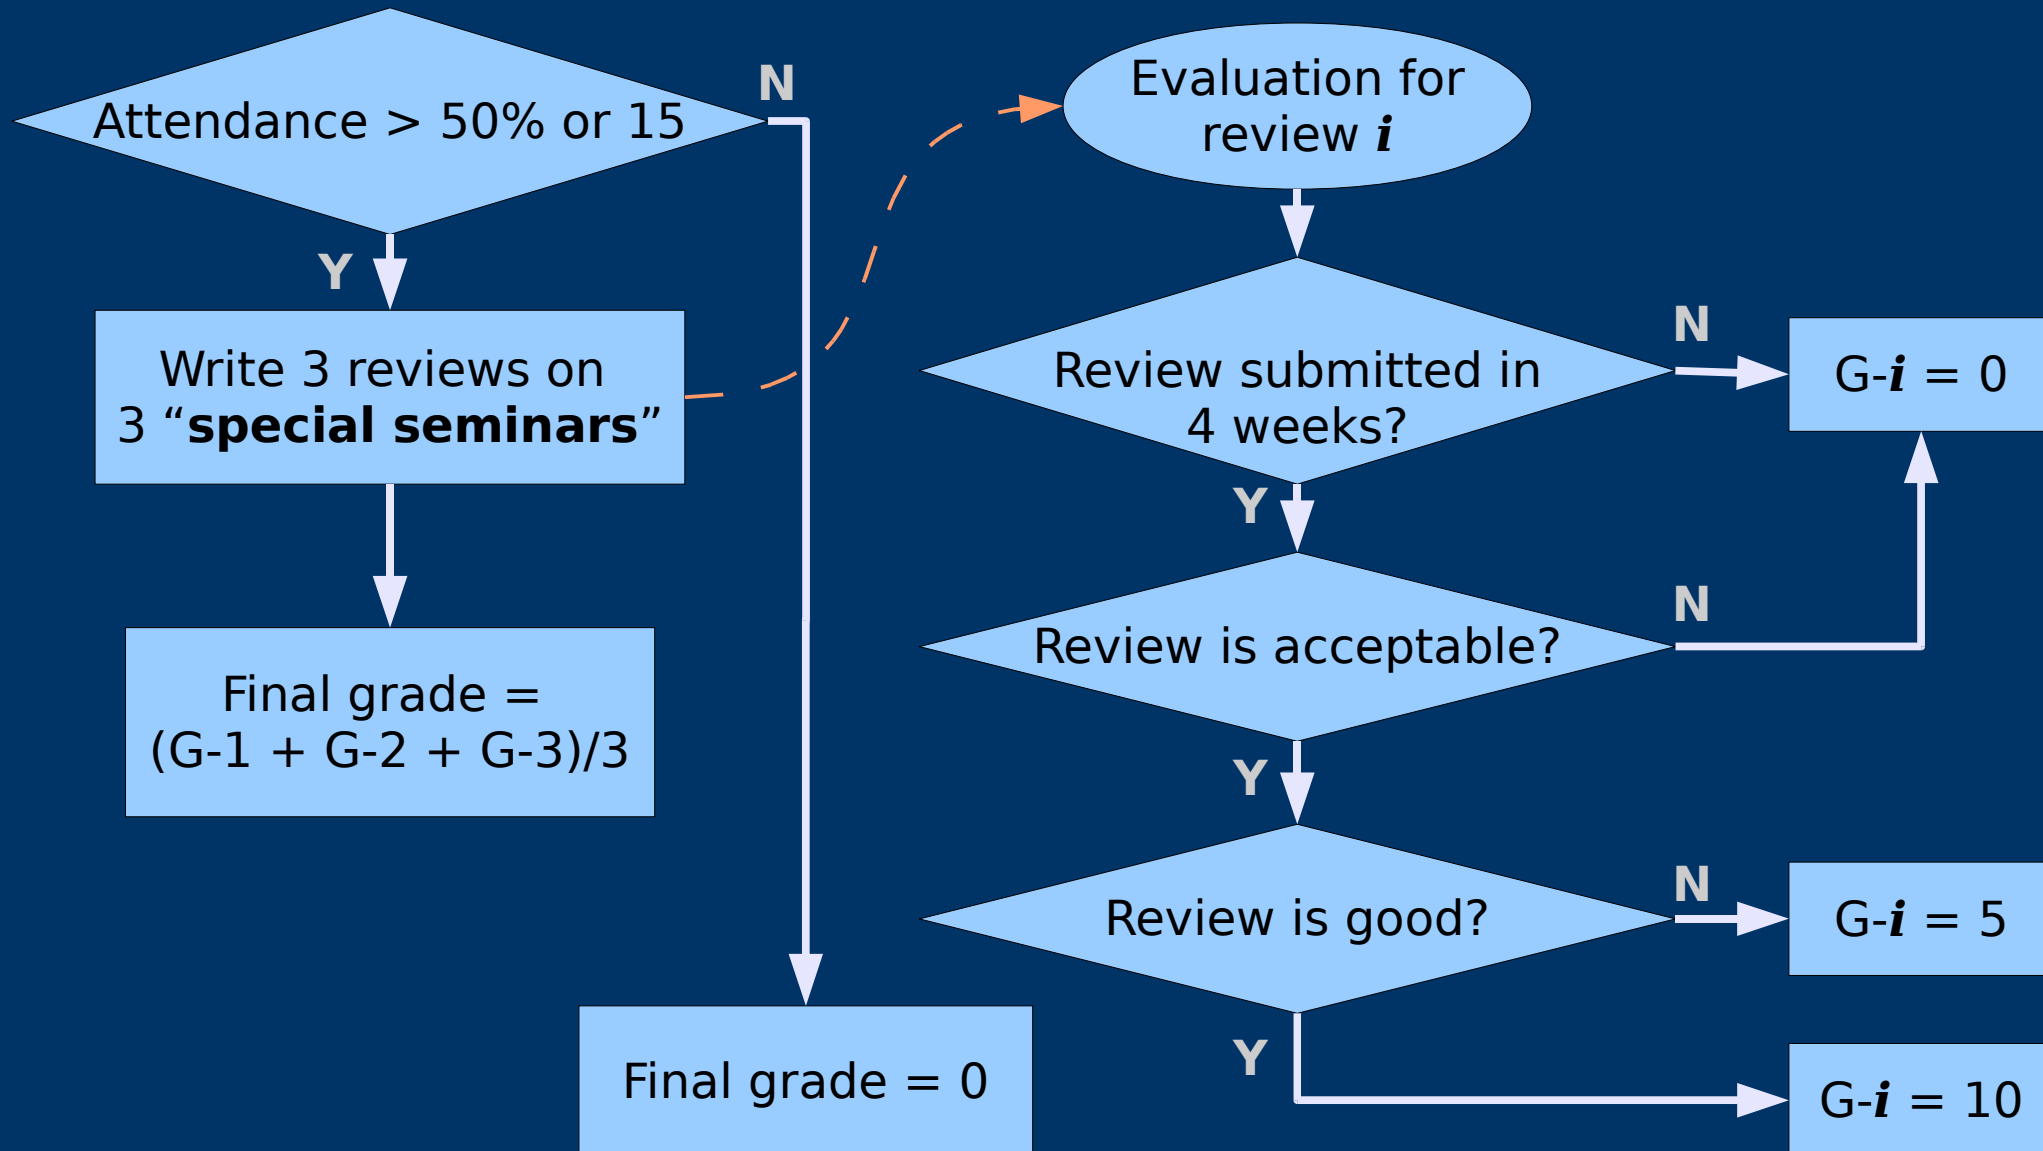 Attendance > 50% or 15
N
Y
Write 3 reviews on
3 “special seminars”
Final grade =
(G-1 + G-2 + G-3)/3
Final grade = 0
Evaluation for
review i
Review submitted in
4 weeks?
N
G-i = 0
Y
Review is acceptable?
N
Y
Review is good?
N
G-i = 5
Y
G-i = 10